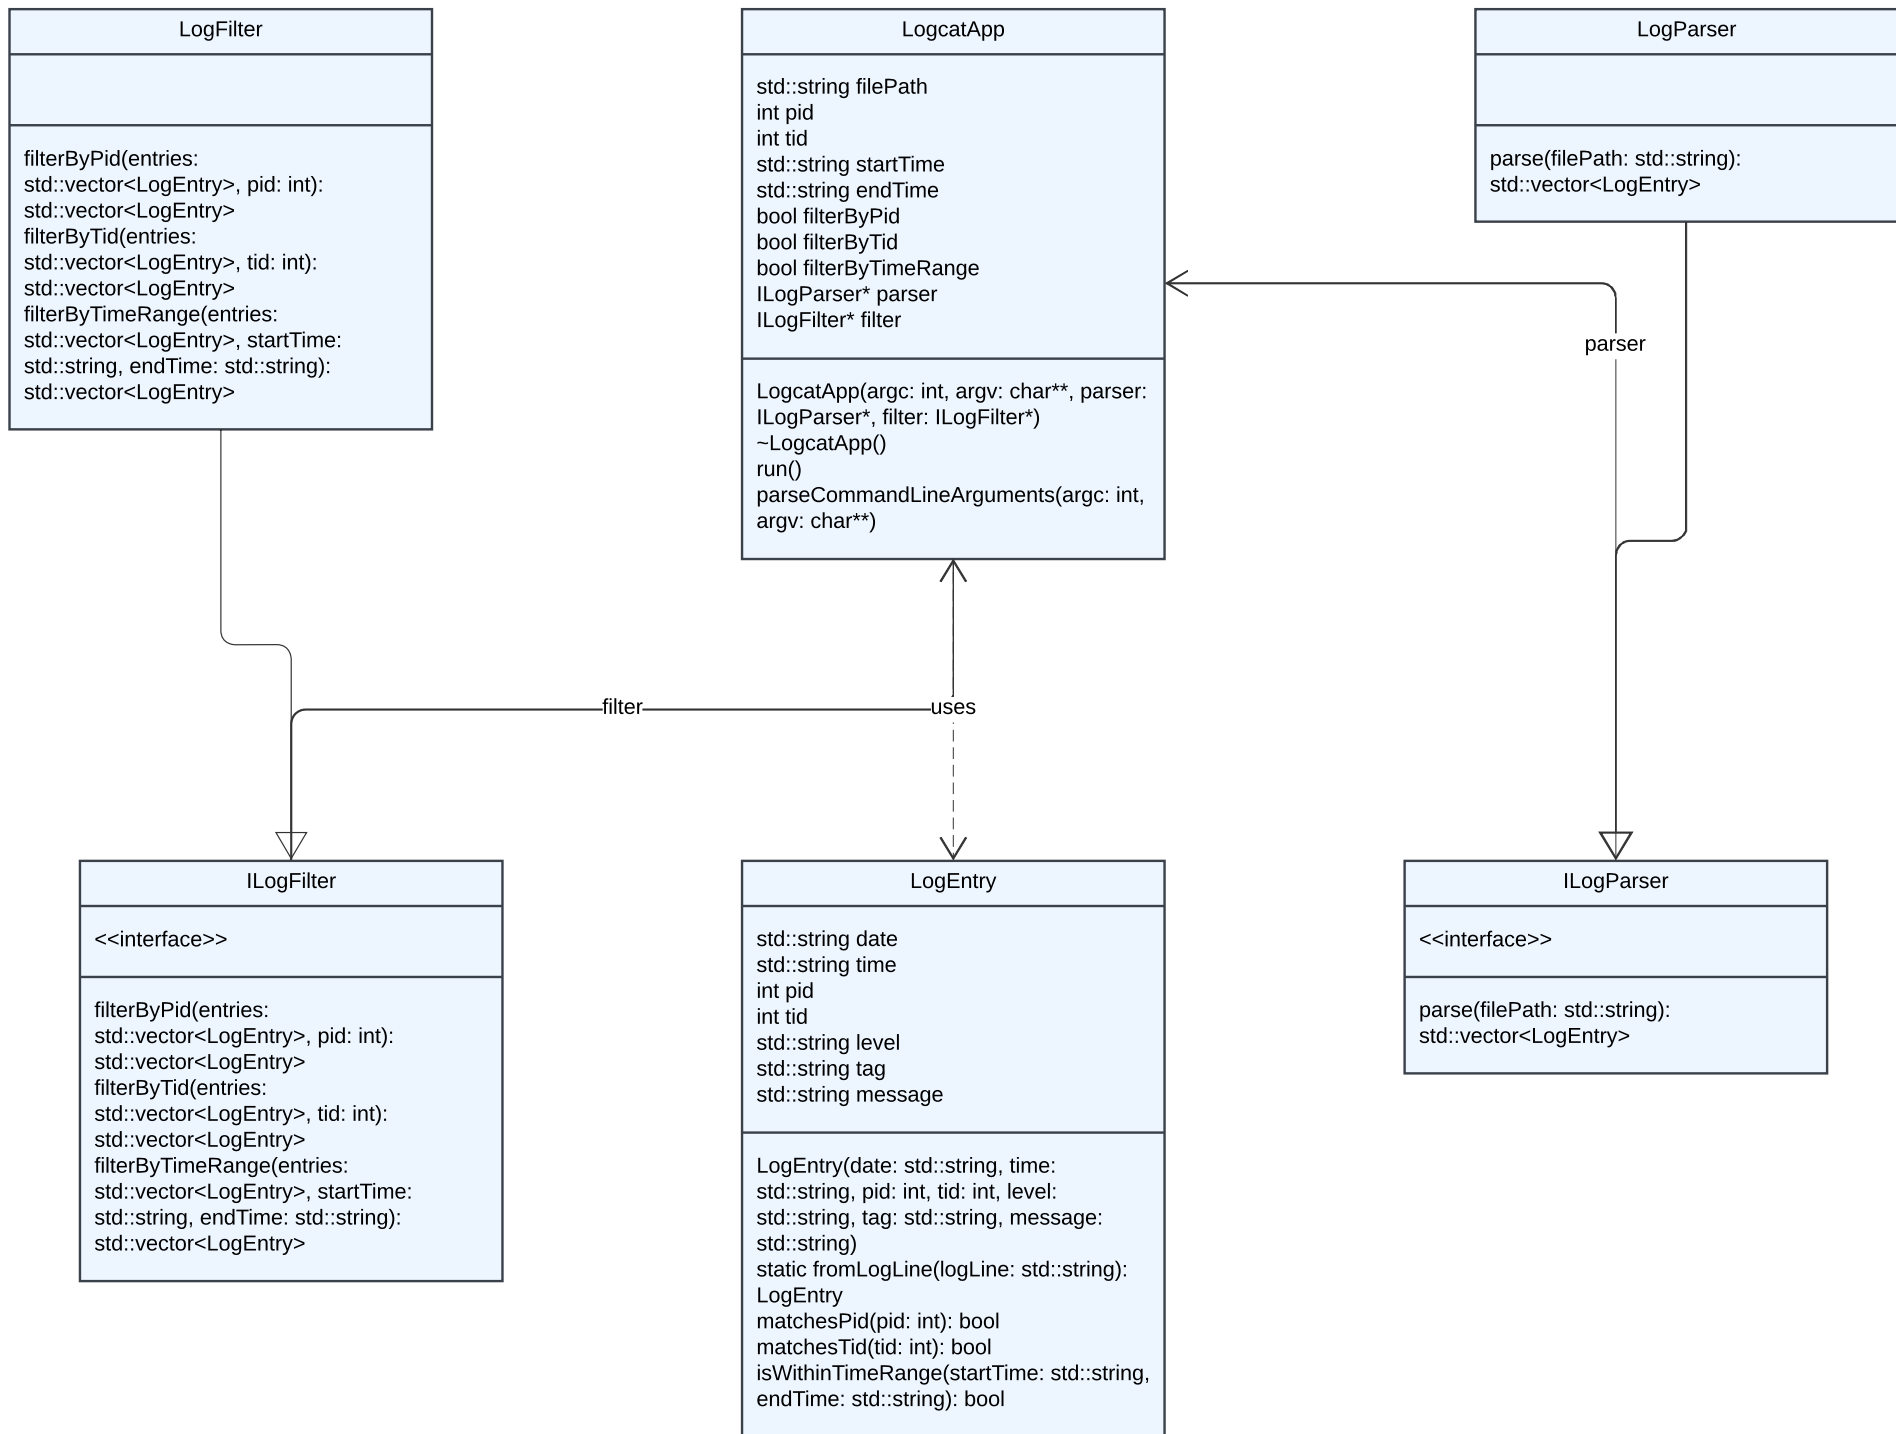 LogFilter
filterByPid(entries:
std::vector<LogEntry>, pid: int):
std::vector<LogEntry>
filterByTid(entries:
std::vector<LogEntry>, tid: int):
std::vector<LogEntry>
filterByTimeRange(entries:
std::vector<LogEntry>, startTime:
std::string, endTime: std::string):
std::vector<LogEntry>
LogcatApp
std::string filePath
int pid
int tid
std::string startTime
std::string endTime
bool filterByPid
bool filterByTid
bool filterByTimeRange
ILogParser* parser
ILogFilter* filter
LogcatApp(argc: int, argv: char**, parser:
ILogParser*, filter: ILogFilter*)
~LogcatApp()
run()
parseCommandLineArguments(argc: int,
argv: char**)
LogParser
parse(filePath: std::string):
std::vector<LogEntry>
parser
filter
uses
ILogFilter
<<interface>>
filterByPid(entries:
std::vector<LogEntry>, pid: int):
std::vector<LogEntry>
filterByTid(entries:
std::vector<LogEntry>, tid: int):
std::vector<LogEntry>
filterByTimeRange(entries:
std::vector<LogEntry>, startTime:
std::string, endTime: std::string):
std::vector<LogEntry>
LogEntry
std::string date
std::string time
int pid
int tid
std::string level
std::string tag
std::string message
LogEntry(date: std::string, time:
std::string, pid: int, tid: int, level:
std::string, tag: std::string, message:
std::string)
static fromLogLine(logLine: std::string):
LogEntry
matchesPid(pid: int): bool
matchesTid(tid: int): bool
isWithinTimeRange(startTime: std::string,
endTime: std::string): bool
ILogParser
<<interface>>
parse(filePath: std::string):
std::vector<LogEntry>